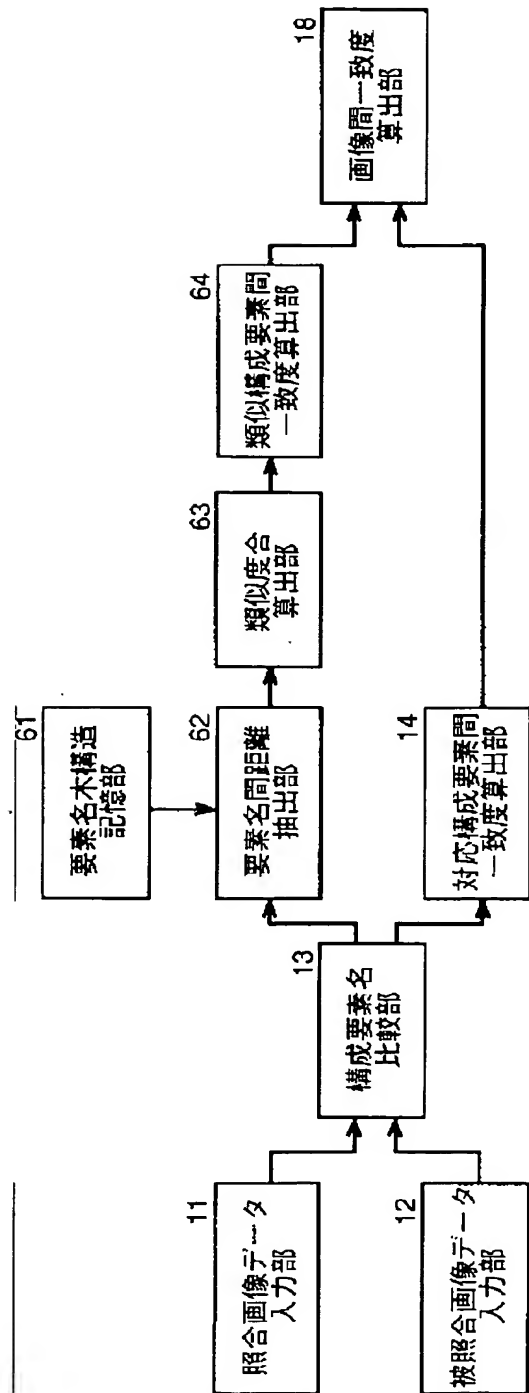 11
照合画像データ
入力部
12
被照合画像データ
入力部
13
構成要素名
比較部
61
要素名木構造
記憶部
62
要素名間距離
抽出部
63
類似度合
算出部
64
類似構成要素間
一致度算出部
14
対応構成要素間
一致度算出部
18
画像間一致度
算出部